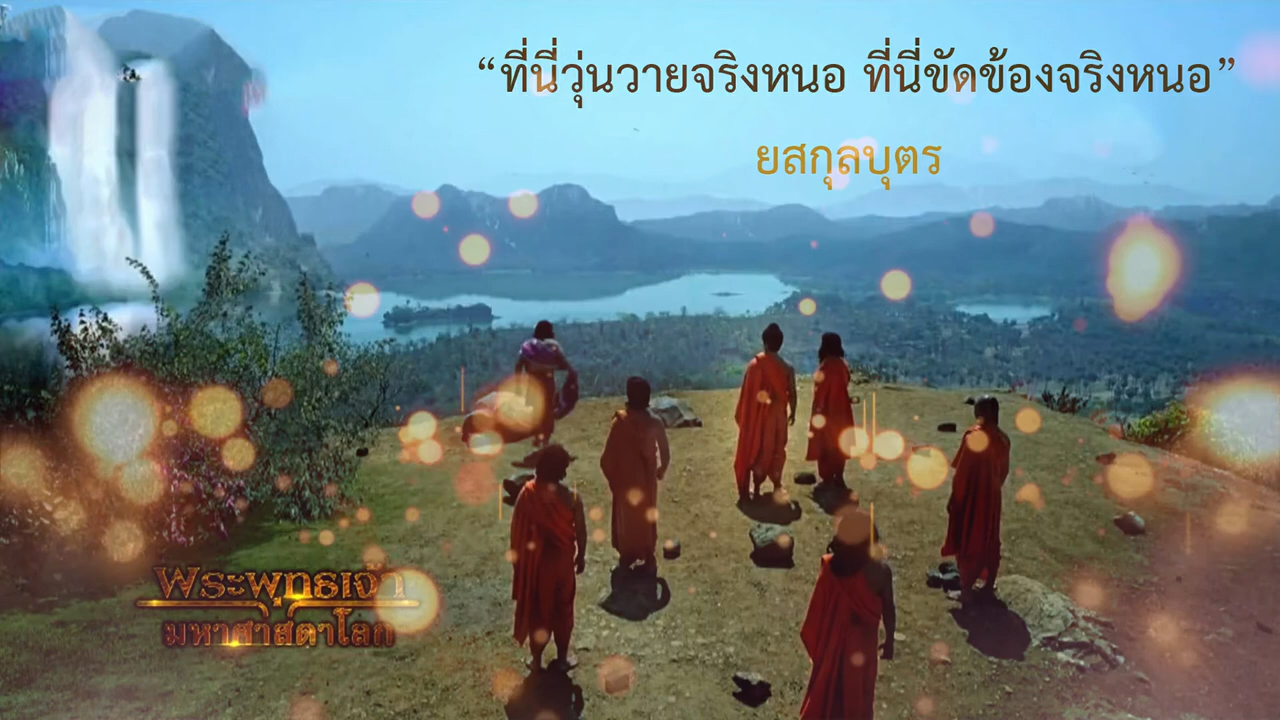 “ที่นี่วุ่นวายจริงหนอ ที่นี่ขัดข้องจริงหนอ”
ยสกุลบุตร
พระพุทธเจ้า
มหาศาสดาโลก